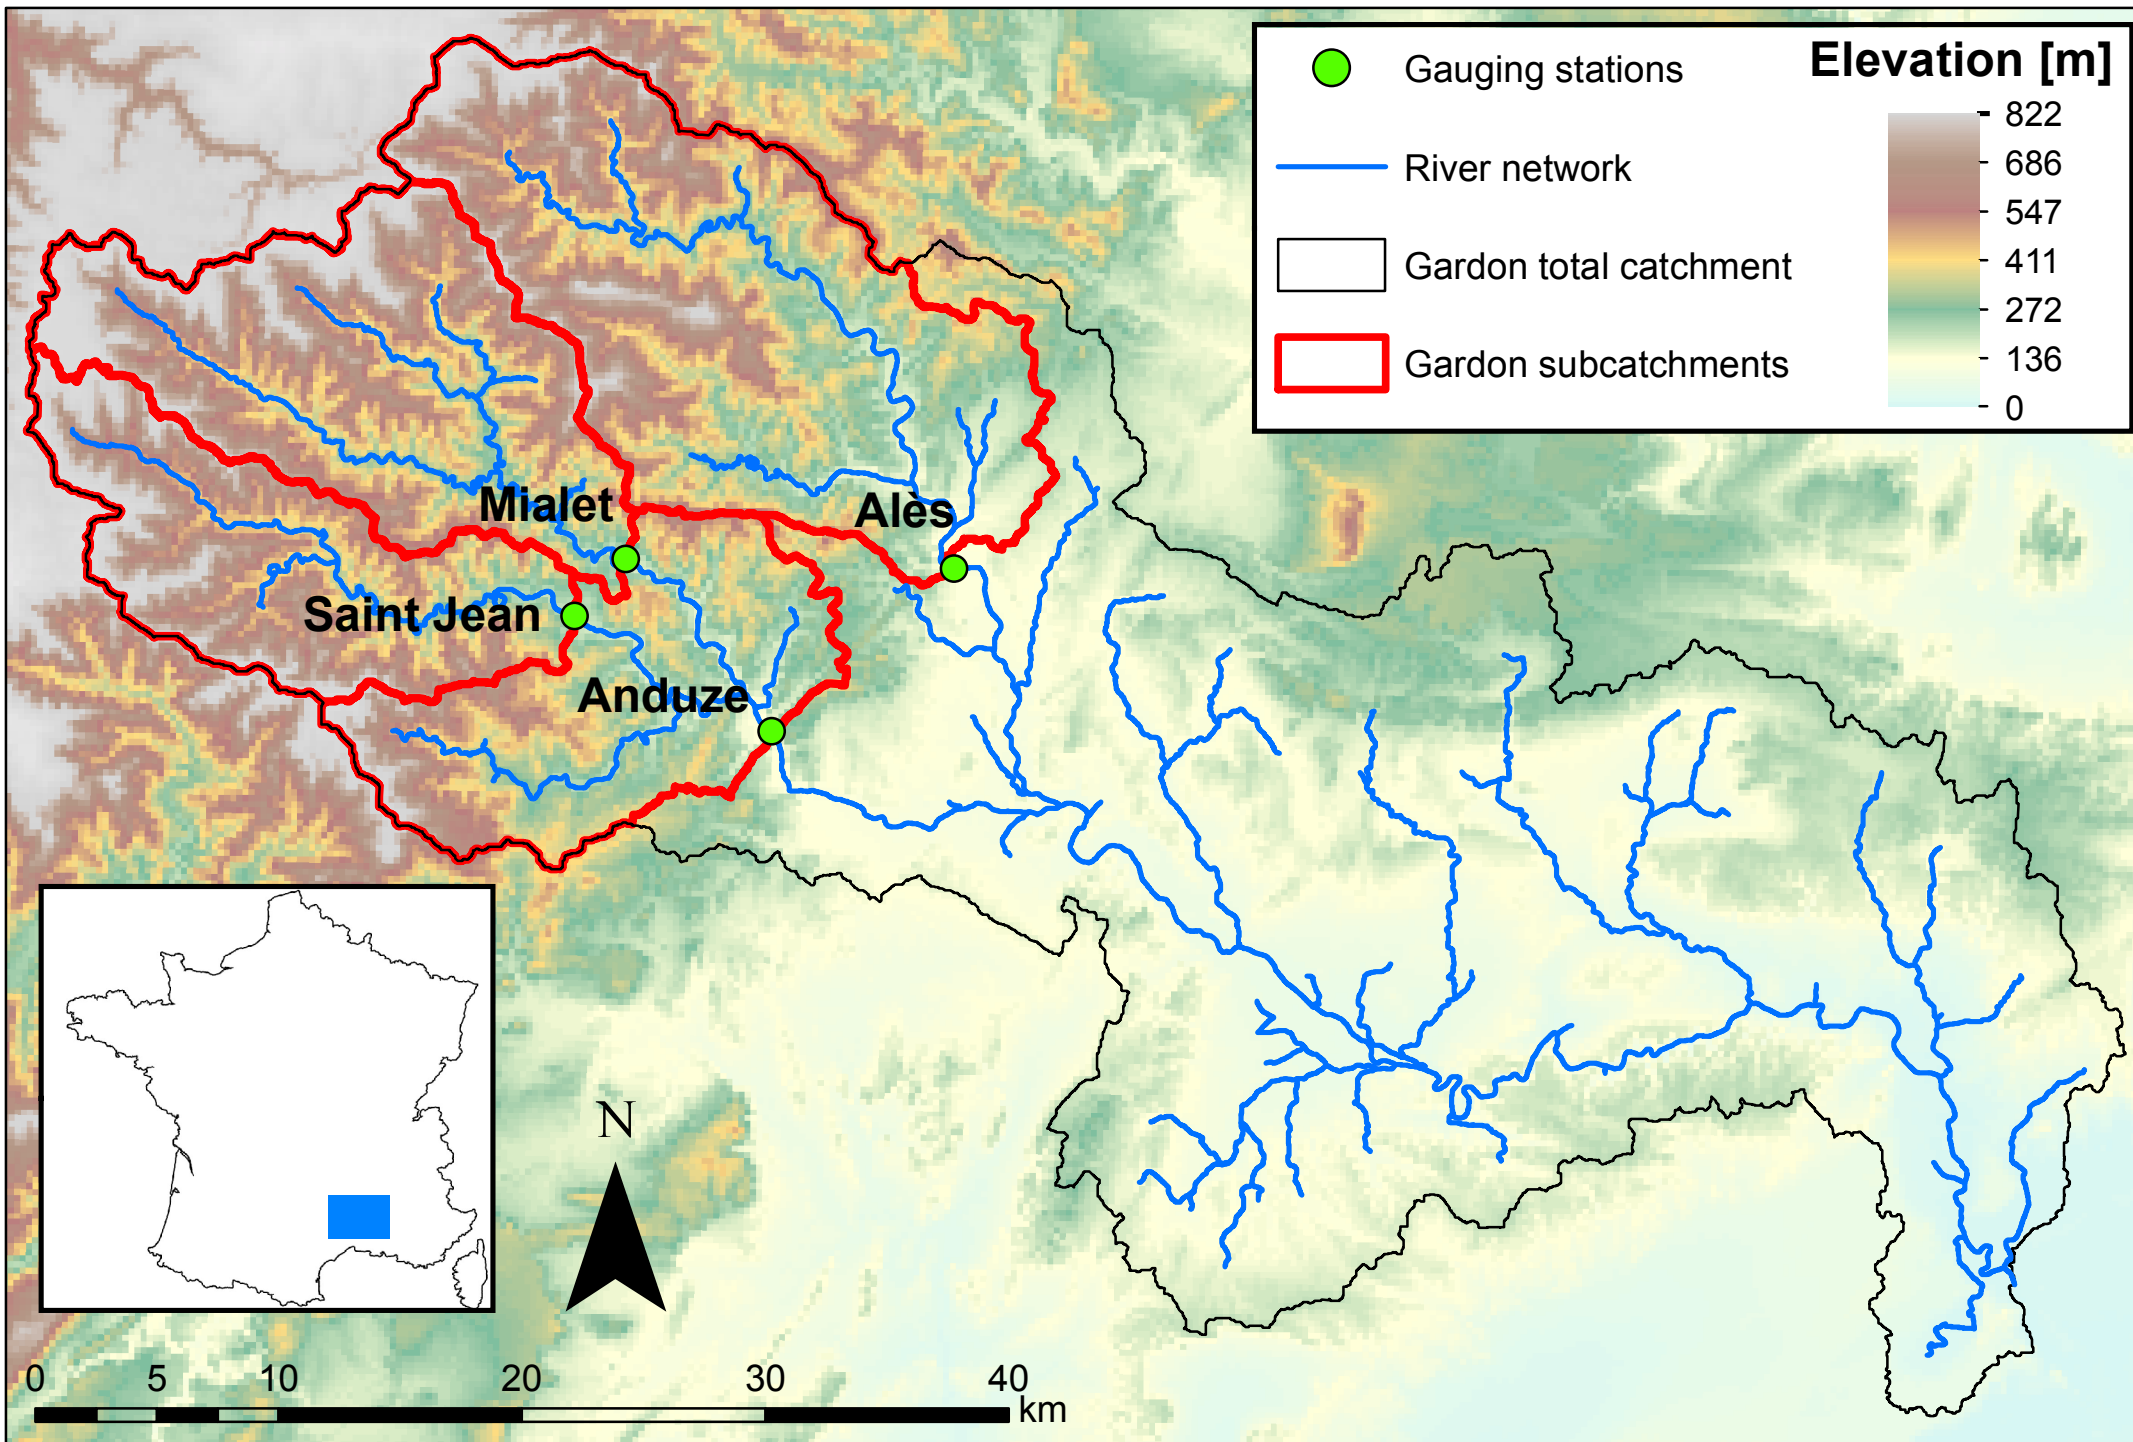 Gauging stations
River network
Gardon total catchment
Gardon subcatchments
Elevation [m]
822
686
547
411
272
136
0
Mialet
Alès
Saint Jean
Anduze
N
0 5 10 20 30 40
km